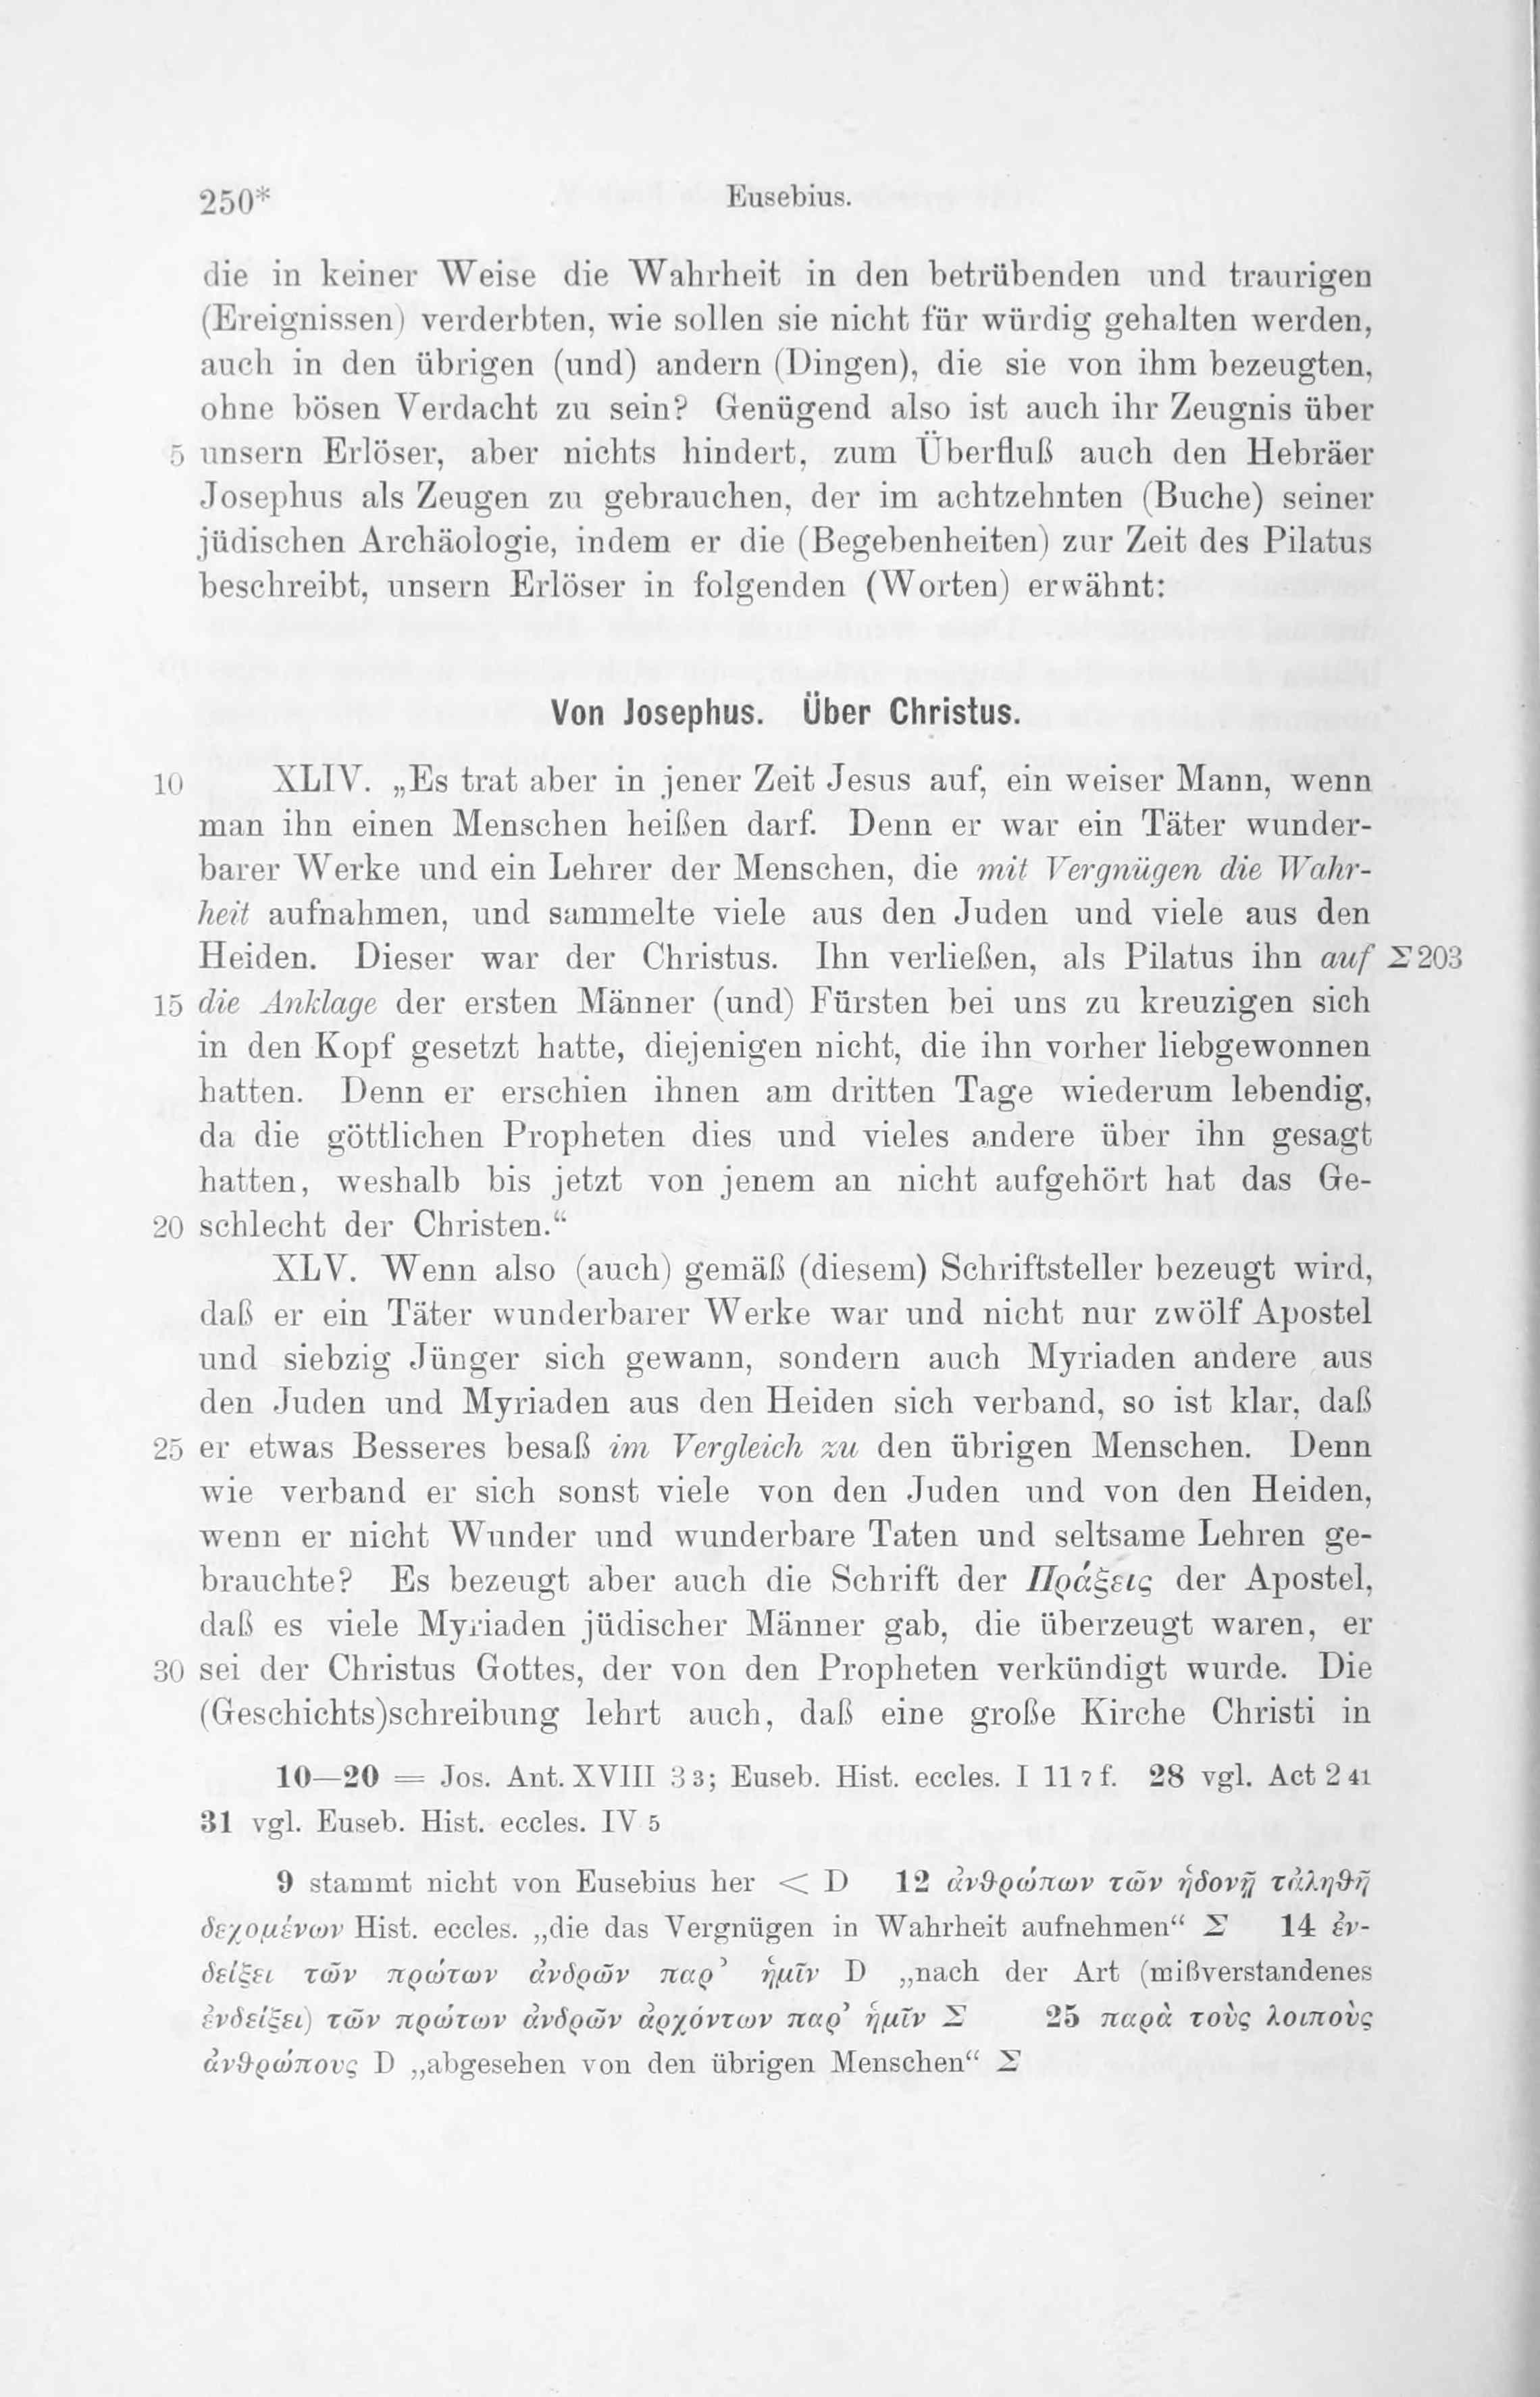 250* Eusebius.
die in keiner Weise die Wahrheit in den betrübenden und traurigen
(Ereignissen) verderbten, wie sollen sie nicht für würdig gehalten werden,
auch in den übrigen (und) andern (Dingen), die sie von ihm bezeugten,
ohne bösen Verdacht zu sein? Genügend also ist auch ihr Zeugnis über
5 unsern Erlöser, aber nichts hindert, zum Überfluß auch den Hebräer
Josephus als Zeugen zu gebrauchen, der im achtzehnten (Buche) seiner
jüdischen Archäologie, indem er die (Begebenheiten) zur Zeit des Pilatus
beschreibt, unsern Erlöser in folgenden (Worten) erwähnt:
Von Josephus. Über Christus.
10 XLIV. „Es trat aber in jener Zeit Jesus auf, ein weiser Mann, wenn
man ihn einen Menschen heißen darf. Denn er war ein Täter wunder-
barer Werke und ein Lehrer der Menschen, die mit Vergnügen die Wahr-
heit aufnahmen, und sammelte viele aus den Juden und viele aus den
Heiden. Dieser war der Christus. Ihn verließen, als Pilatus ihn auf Σ 203
15 die Anklage der ersten Männer (und) Fürsten bei uns zu kreuzigen sich
in den Kopf gesetzt hatte, diejenigen nicht, die ihn vorher liebgewonnen
hatten. Denn er erschien ihnen am dritten Tage wiederum lebendig,
da die göttlichen Propheten dies und vieles andere über ihn gesagt
hatten, weshalb bis jetzt von jenem an nicht aufgehört hat das Ge-
20 schlecht der Christen.“
XLV. Wenn also (auch) gemäß (diesem) Schriftsteller bezeugt wird,
daß er ein Täter wunderbarer Werke war und nicht nur zwölf Apostel
und siebzig Jünger sich gewann, sondern auch Myriaden andere aus
den Juden und Myriaden aus den Heiden sich verband, so ist klar, daß
25 er etwas Besseres besaß im Vergleich zu den übrigen Menschen. Denn
wie verband er sich sonst viele von den Juden und von den Heiden,
wenn er nicht Wunder und wunderbare Taten und seltsame Lehren ge-
brauchte? Es bezeugt aber auch die Schrift der Πράξεις der Apostel,
daß es viele Myriaden jüdischer Männer gab, die überzeugt waren, er
30 sei der Christus Gottes, der von den Propheten verkündigt wurde. Die
(Geschichts)schreibung lehrt auch, daß eine große Kirche Christi in
10—20 = Jos. Ant. XVIII 3 3; Euseb. Hist. eccles. I 11 7 f. 28 vgl. Act 2 41
31 vgl. Euseb. Hist. eccles. IV 5
9 stammt nicht von Eusebius her < D 12 ἀνθρώπων τῶν ἡδονῇ τἀληθῆ
δεχομένων Hist. eccles. „die das Vergnügen in Wahrheit aufnehmen“ Σ 14 ἐν-
δείξει τῶν πρώτων ἀνδρῶν παρ’ ἡμῖν D „nach der Art (mißverstandenes
ἐνδείξει) τῶν πρώτων ἀνδρῶν ἀρχόντων παρ’ ἡμῖν Σ 25 παρὰ τοὺς λοιποὺς
ἀνθρώπους D „abgesehen von den übrigen Menschen“ Σ